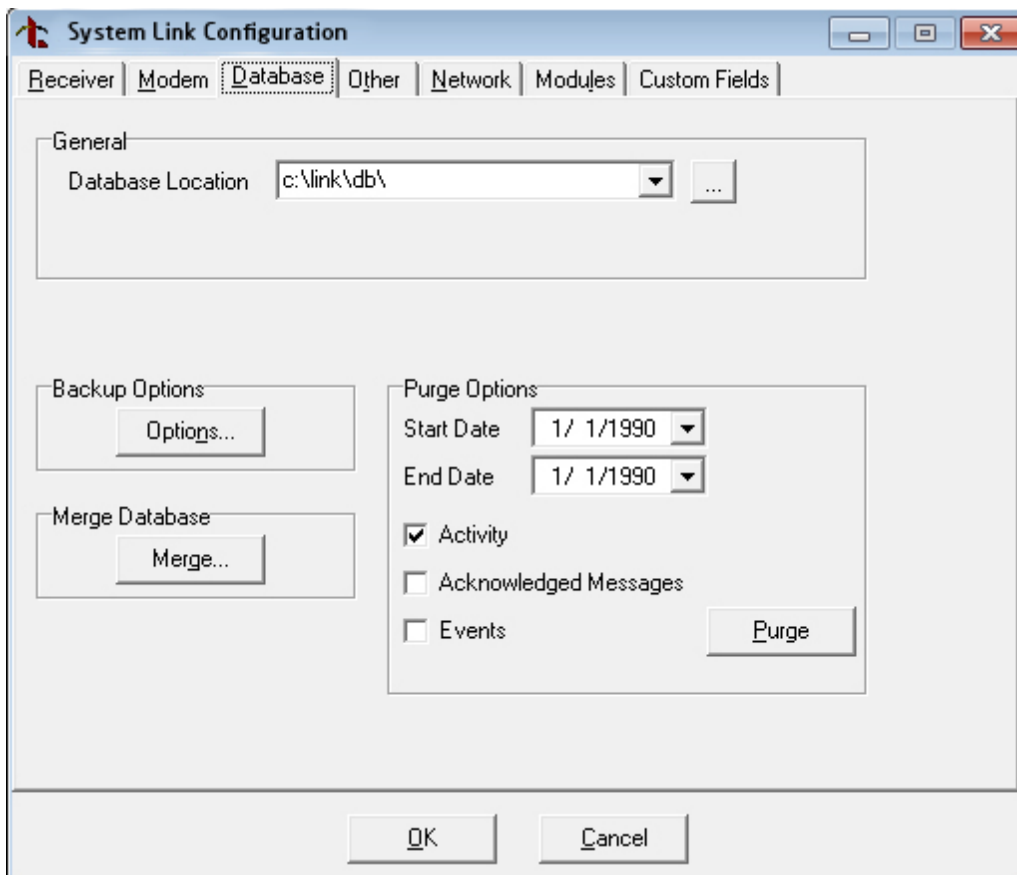 System Link Configuration
Receiver Modem Database Other Network Modules Custom Fields
General
Database Location c:\link\db\ ...
Backup Options
Options...
Merge Database
Merge...
Purge Options
Start Date 1/ 1/1990
End Date 1/ 1/1990
Activity
Acknowledged Messages
Events
Purge
OK Cancel